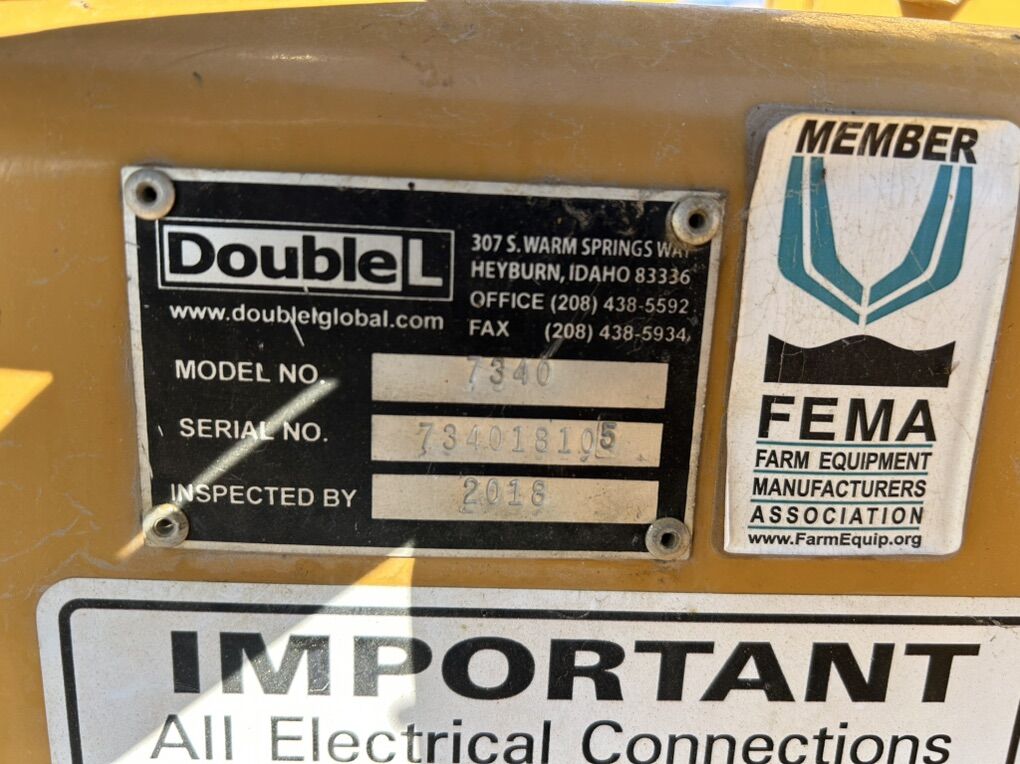 Double L
www.doublelglobal.com
307 S. WARM SPRINGS WAY
HEYBURN, IDAHO 83336
OFFICE (208) 438-5592
FAX (208) 438-5934
MODEL NO. 7340
SERIAL NO. 734018105
INSPECTED BY 2018
MEMBER
FEMA
FARM EQUIPMENT
MANUFACTURERS
ASSOCIATION
www.FarmEquip.org
IMPORTANT
All Electrical Connections